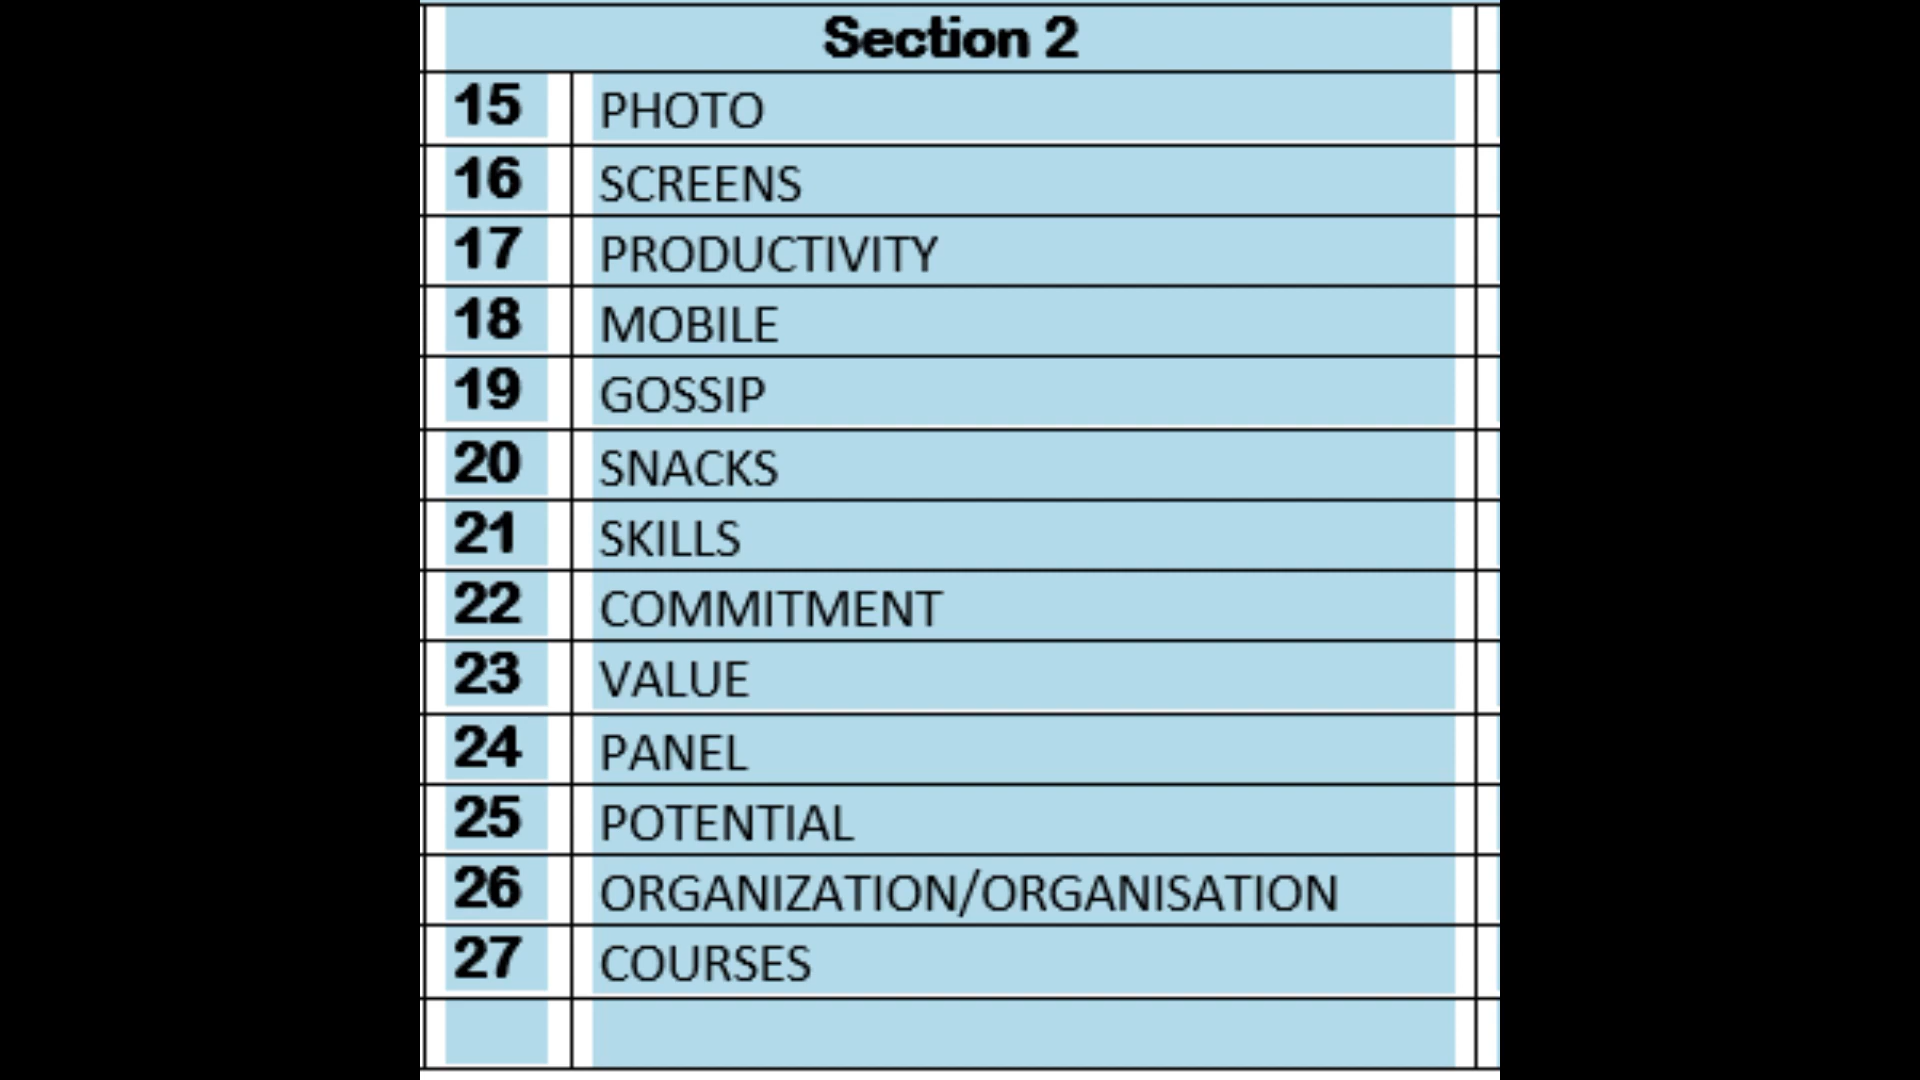 Section 2
15 PHOTO
16 SCREENS
17 PRODUCTIVITY
18 MOBILE
19 GOSSIP
20 SNACKS
21 SKILLS
22 COMMITMENT
23 VALUE
24 PANEL
25 POTENTIAL
26 ORGANIZATION/ORGANISATION
27 COURSES